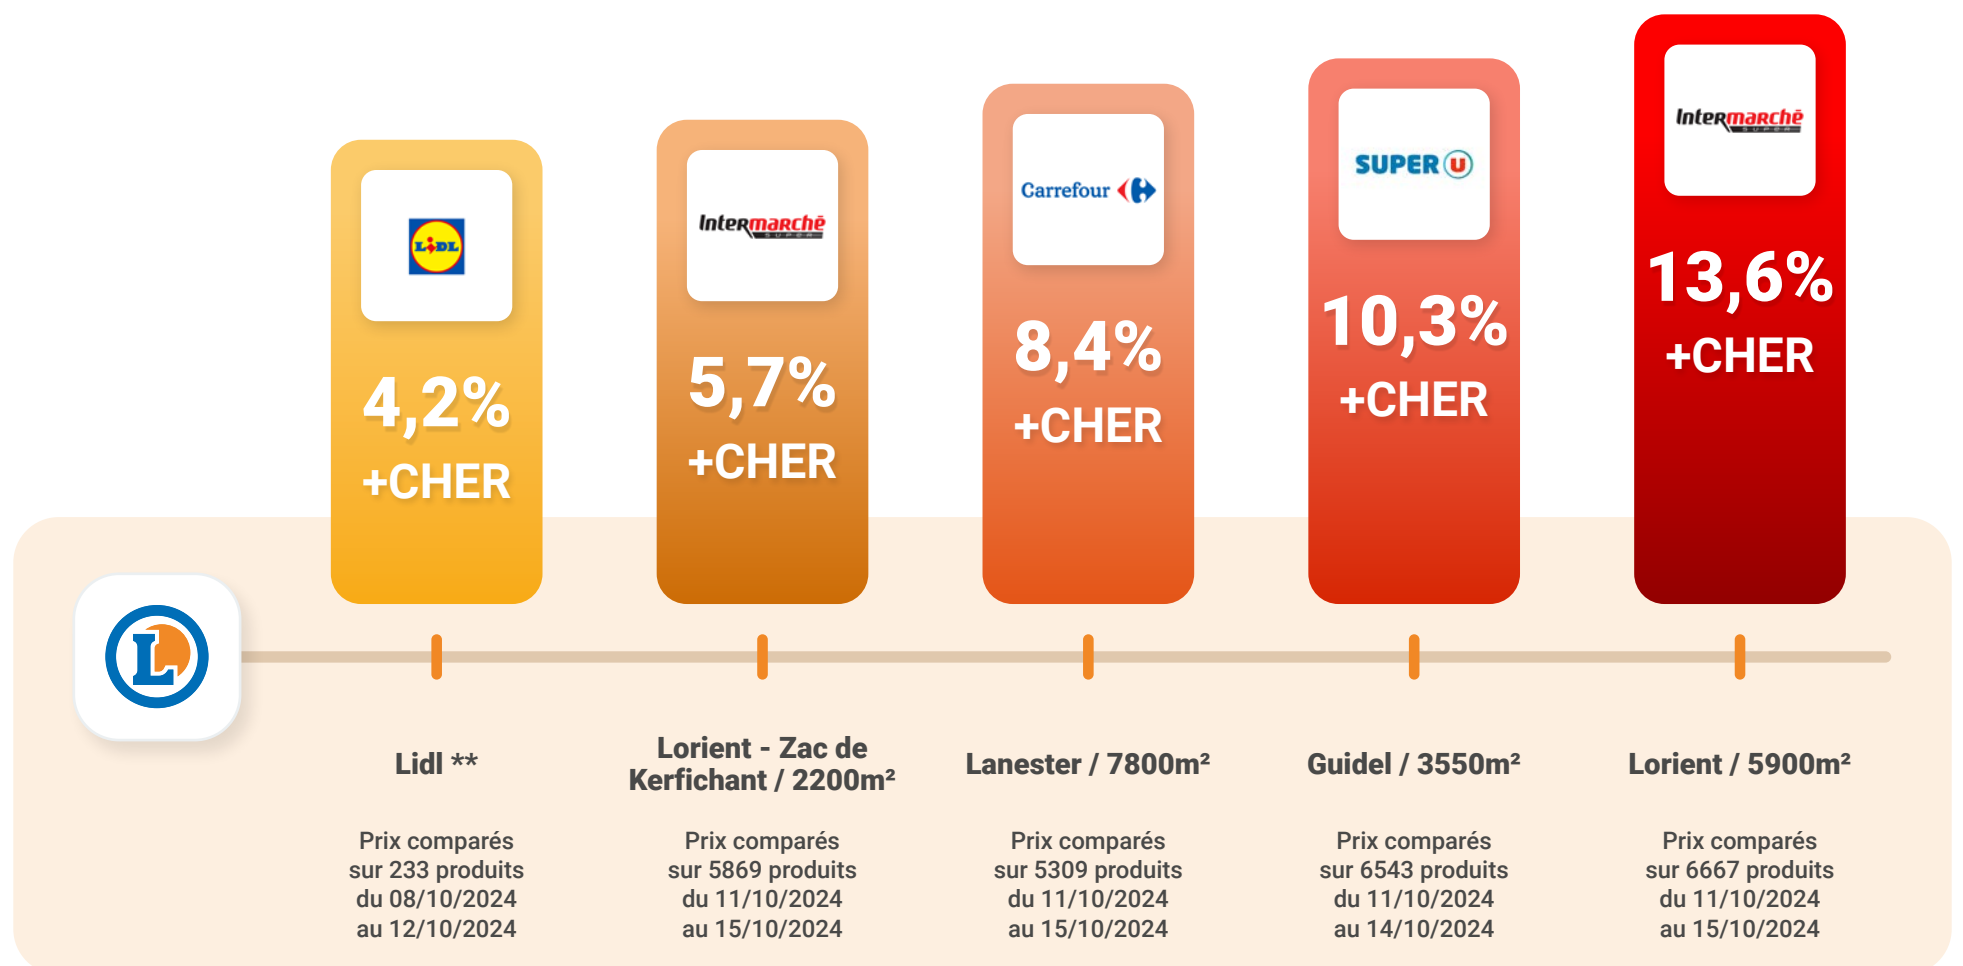 LIDL
4,2%
+CHER
Intermarchē
SUPER
5,7%
+CHER
Carrefour
8,4%
+CHER
SUPER U
10,3%
+CHER
Intermarchē
SUPER
13,6%
+CHER
L
Lidl **
Prix comparés
sur 233 produits
du 08/10/2024
au 12/10/2024
Lorient - Zac de
Kerfichant / 2200m²
Prix comparés
sur 5869 produits
du 11/10/2024
au 15/10/2024
Lanester / 7800m²
Prix comparés
sur 5309 produits
du 11/10/2024
au 15/10/2024
Guidel / 3550m²
Prix comparés
sur 6543 produits
du 11/10/2024
au 14/10/2024
Lorient / 5900m²
Prix comparés
sur 6667 produits
du 11/10/2024
au 15/10/2024